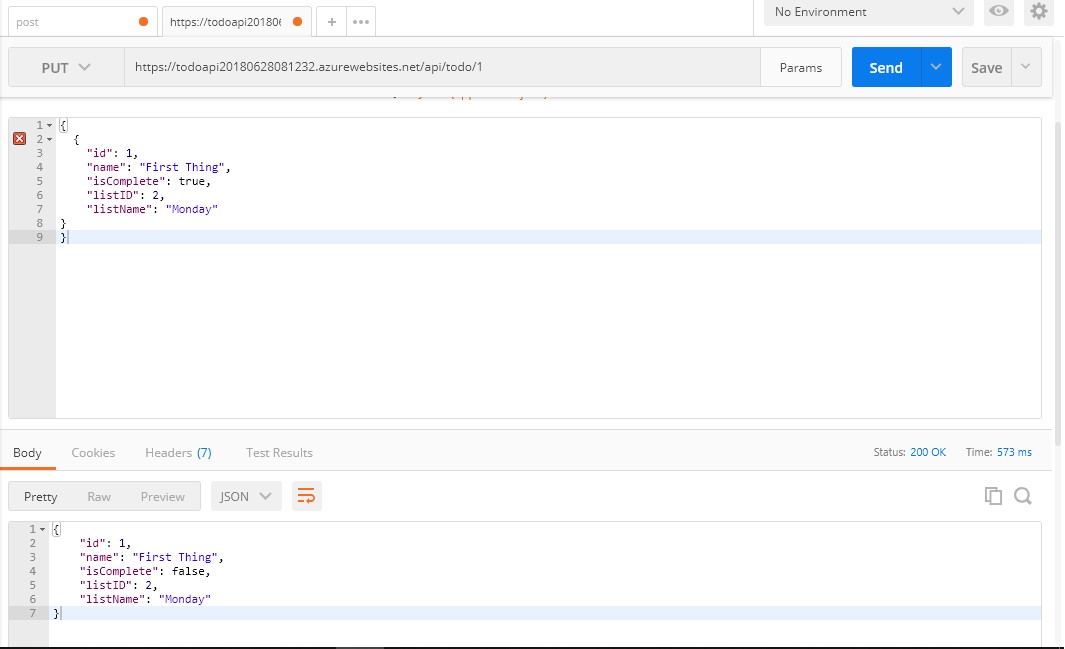 post
https://todoapi20180
No Environment
PUT
https://todoapi20180628081232.azurewebsites.net/api/todo/1
Params
Send
Save
1 {
2 {
3 "id": 1,
4 "name": "First Thing",
5 "isComplete": true,
6 "listID": 2,
7 "listName": "Monday"
8 }
9 }
Body
Cookies
Headers (7)
Test Results
Status: 200 OK
Time: 573 ms
Pretty
Raw
Preview
JSON
1 {
2 "id": 1,
3 "name": "First Thing",
4 "isComplete": false,
5 "listID": 2,
6 "listName": "Monday"
7 }